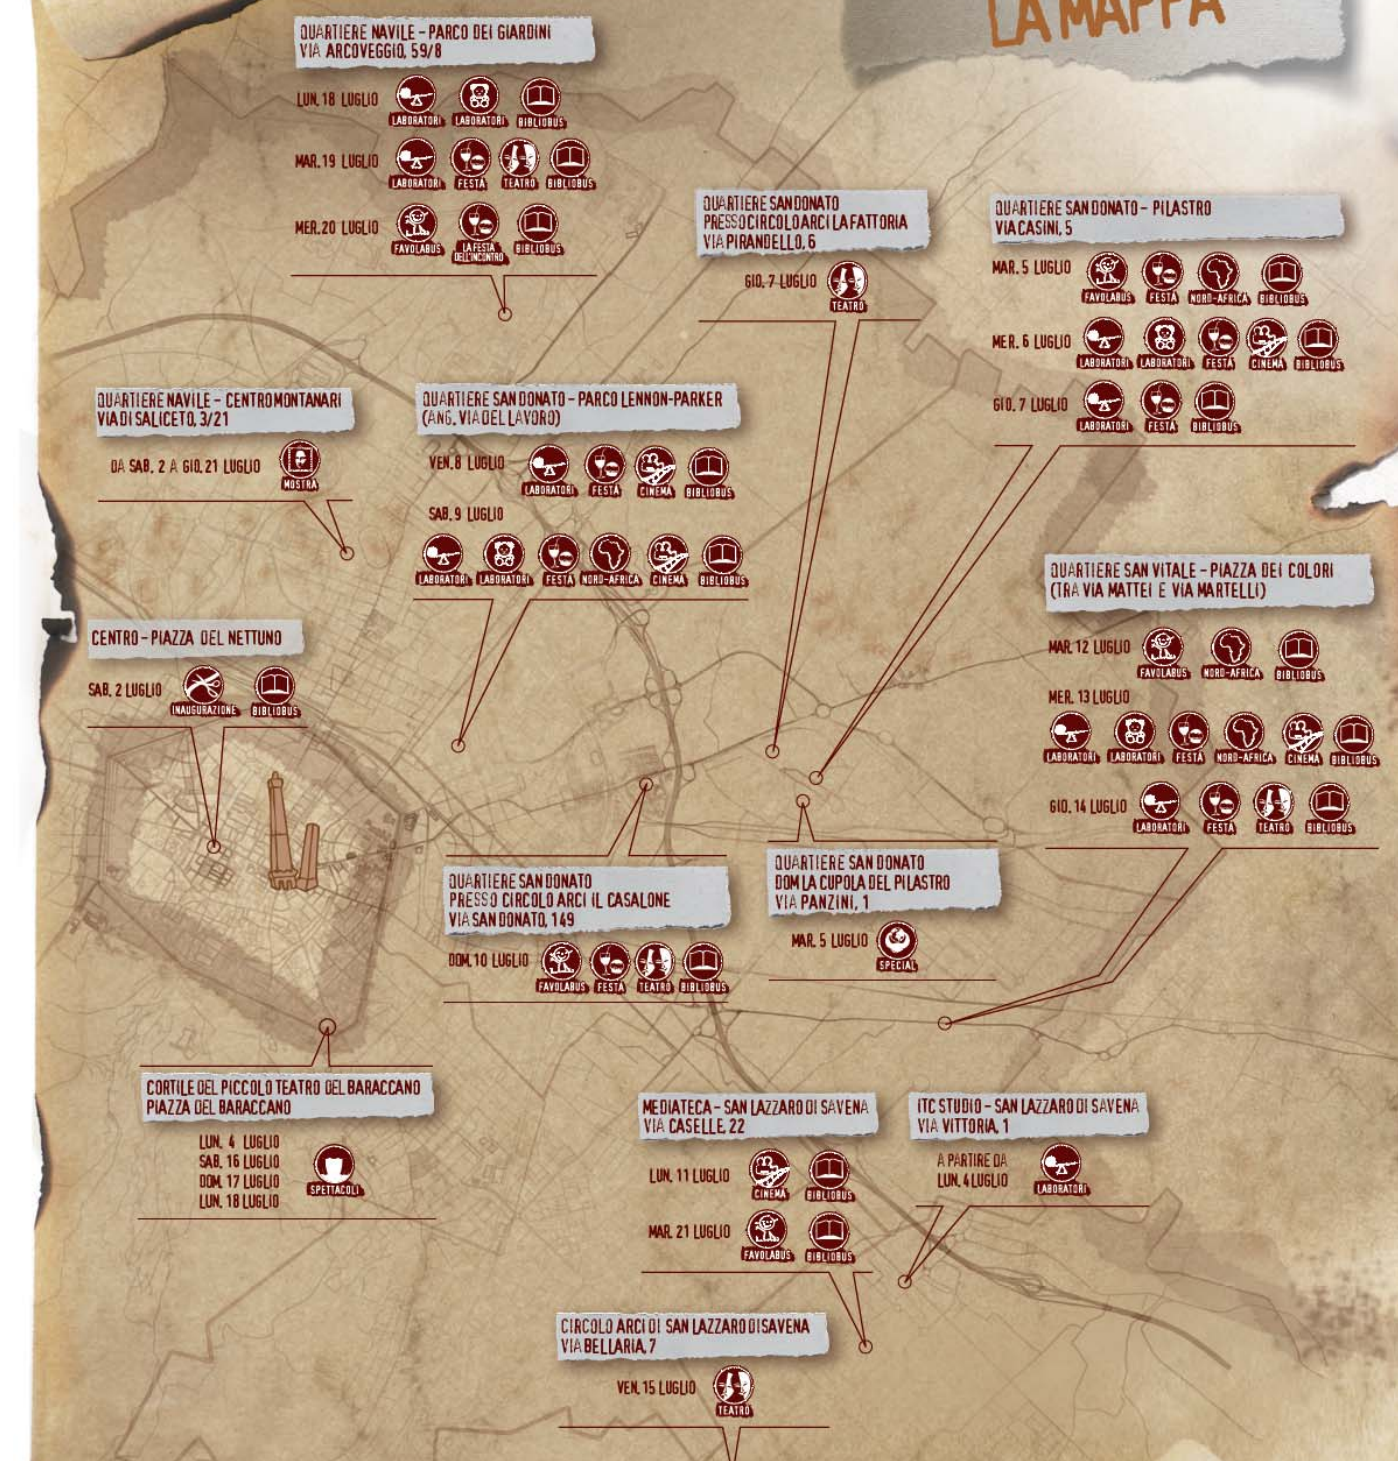 LA MAPPA
QUARTIERE NAVILE - PARCO DEI GIARDINI
VIA ARCOVEGGIO, 59/8
LUN. 18 LUGLIO
LABORATORI LABORATORI BIBLIOBUS
MAR. 19 LUGLIO
LABORATORI FESTA TEATRO BIBLIOBUS
MER. 20 LUGLIO
FAVOLABUS LA FESTA DELL'INCONTRO BIBLIOBUS
QUARTIERE SAN DONATO
PRESSO CIRCOLO ARCI LA FATTORIA
VIA PIRANDELLO, 6
GIO. 7 LUGLIO
TEATRO
QUARTIERE SAN DONATO - PILASTRO
VIA CASINI, 5
MAR. 5 LUGLIO
FAVOLABUS FESTA NORD-AFRICA BIBLIOBUS
MER. 6 LUGLIO
LABORATORI LABORATORI FESTA CINEMA BIBLIOBUS
GIO. 7 LUGLIO
LABORATORI FESTA BIBLIOBUS
QUARTIERE NAVILE - CENTRO MONTANARI
VIA DI SALICETO, 3/21
DA SAB. 2 A GIO. 21 LUGLIO
MOSTRA
QUARTIERE SAN DONATO - PARCO LENNON-PARKER
(ANG. VIA DEL LAVORO)
VEN. 8 LUGLIO
LABORATORI FESTA CINEMA BIBLIOBUS
SAB. 9 LUGLIO
LABORATORI LABORATORI FESTA NORD-AFRICA CINEMA BIBLIOBUS
QUARTIERE SAN VITALE - PIAZZA DEI COLORI
(TRA VIA MATTEI E VIA MARTELLI)
MAR. 12 LUGLIO
FAVOLABUS NORD-AFRICA BIBLIOBUS
MER. 13 LUGLIO
LABORATORI LABORATORI FESTA NORD-AFRICA CINEMA BIBLIOBUS
GIO. 14 LUGLIO
LABORATORI FESTA TEATRO BIBLIOBUS
CENTRO - PIAZZA DEL NETTUNO
SAB. 2 LUGLIO
INAUGURAZIONE BIBLIOBUS
QUARTIERE SAN DONATO
PRESSO CIRCOLO ARCI IL CASALONE
VIA SAN DONATO, 149
DOM. 10 LUGLIO
FAVOLABUS FESTA TEATRO BIBLIOBUS
QUARTIERE SAN DONATO
DOM LA CUPOLA DEL PILASTRO
VIA PANZINI, 1
MAR. 5 LUGLIO
SPECIAL
CORTILE DEL PICCOLO TEATRO DEL BARACCANO
PIAZZA DEL BARACCANO
LUN. 4 LUGLIO
SAB. 16 LUGLIO
DOM. 17 LUGLIO
LUN. 18 LUGLIO
SPETTACOLI
MEDIATECA - SAN LAZZARO DI SAVENA
VIA CASELLE, 22
LUN. 11 LUGLIO
CINEMA BIBLIOBUS
MAR. 21 LUGLIO
FAVOLABUS BIBLIOBUS
ITC STUDIO - SAN LAZZARO DI SAVENA
VIA VITTORIA, 1
A PARTIRE DA
LUN. 4 LUGLIO
LABORATORI
CIRCOLO ARCI DI SAN LAZZARO DI SAVENA
VIA BELLARIA, 7
VEN. 15 LUGLIO
TEATRO